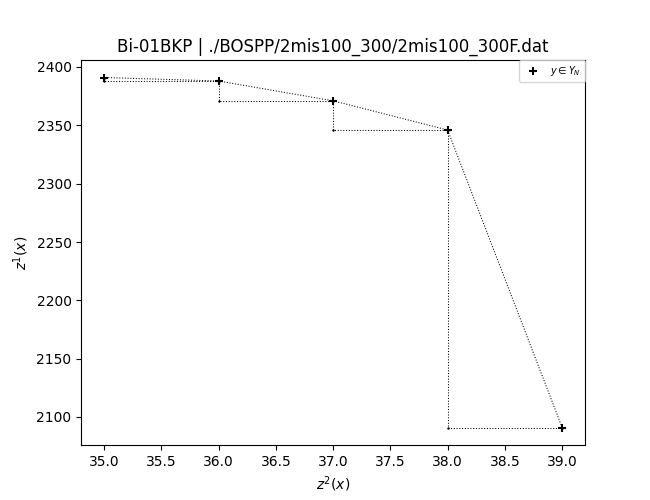 Bi-01BKP | ./BOSPP/2mis100_300/2mis100_300F.dat
y ∈ Y_N
2400
2350
2300
2250
2200
2150
2100
z¹(x)
35.0 35.5 36.0 36.5 37.0 37.5 38.0 38.5 39.0
z²(x)